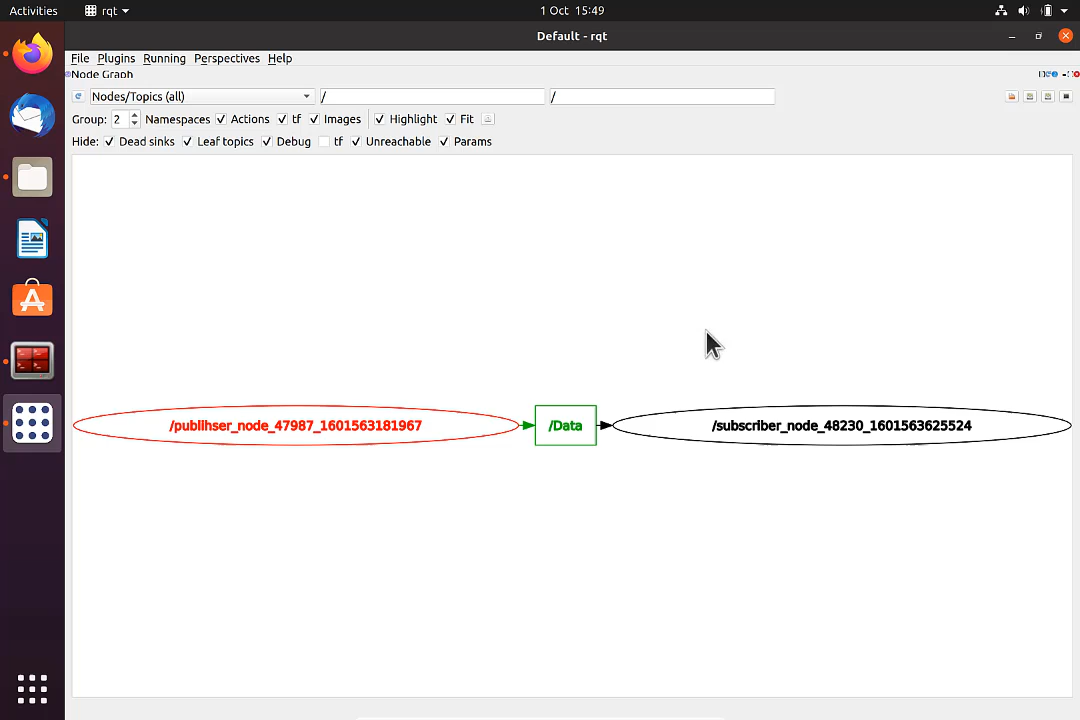 Activities rqt 1 Oct 15:49
Default - rqt
File Plugins Running Perspectives Help
Node Graph
Nodes/Topics (all) / /
Group: 2 Namespaces Actions tf Images Highlight Fit
Hide: Dead sinks Leaf topics Debug tf Unreachable Params
/publihser_node_47987_1601563181967 /Data /subscriber_node_48230_1601563625524